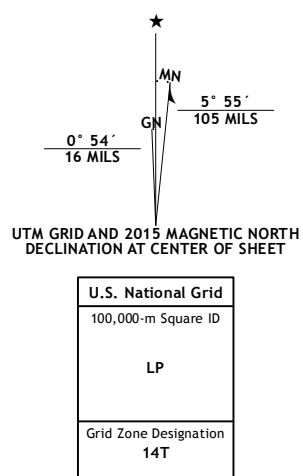 MN
GN
5° 55´
105 MILS
0° 54´
16 MILS
UTM GRID AND 2015 MAGNETIC NORTH
DECLINATION AT CENTER OF SHEET
U.S. National Grid
100,000-m Square ID
LP
Grid Zone Designation
14T